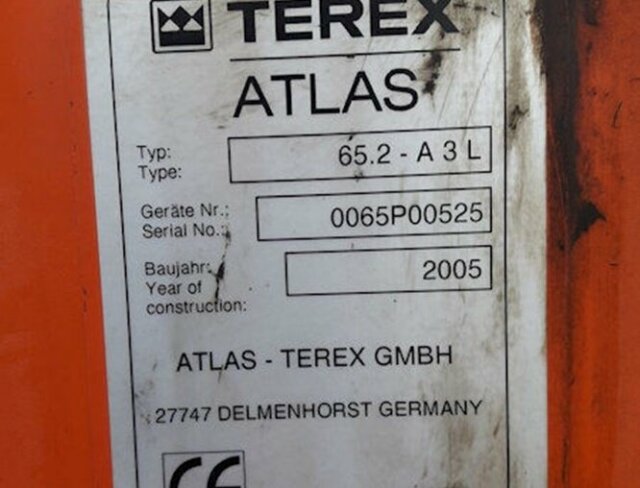 TEREX
ATLAS
Typ:
Type:
65.2 - A 3 L
Geräte Nr.:
Serial No.:
0065P00525
Baujahr:
Year of
construction:
2005
ATLAS - TEREX GMBH
27747 DELMENHORST GERMANY
CE